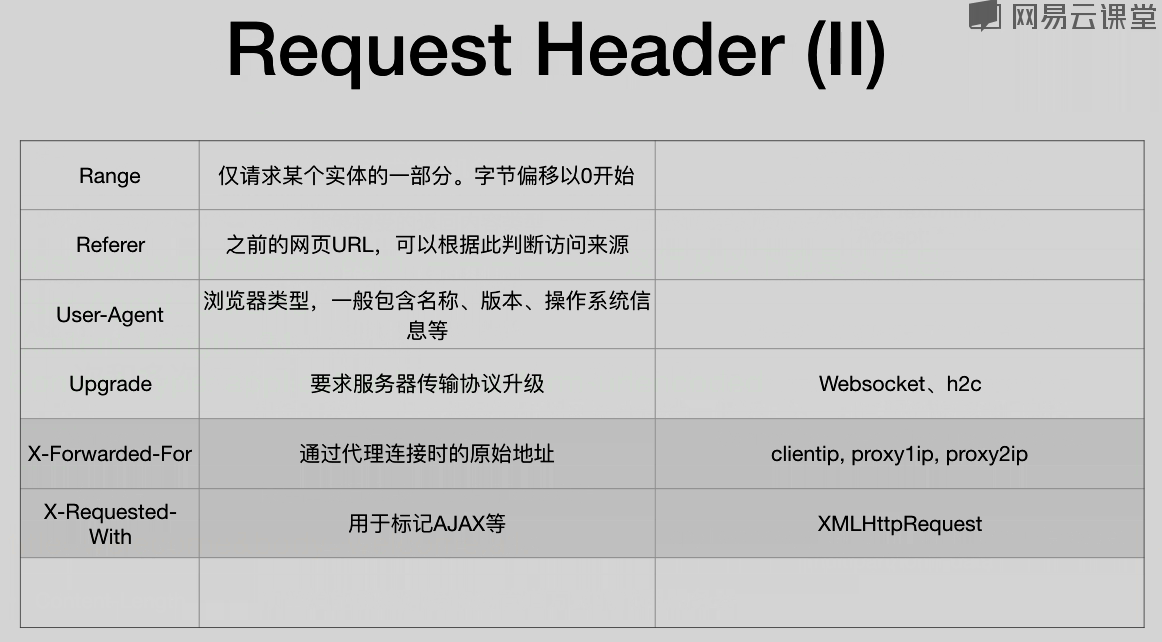 网易云课堂
Request Header (II)
Range 仅请求某个实体的一部分。字节偏移以0开始
Referer 之前的网页URL，可以根据此判断访问来源
User-Agent 浏览器类型，一般包含名称、版本、操作系统信
息等
Upgrade 要求服务器传输协议升级 Websocket、h2c
X-Forwarded-For 通过代理连接时的原始地址 clientip, proxy1ip, proxy2ip
X-Requested-
With 用于标记AJAX等 XMLHttpRequest